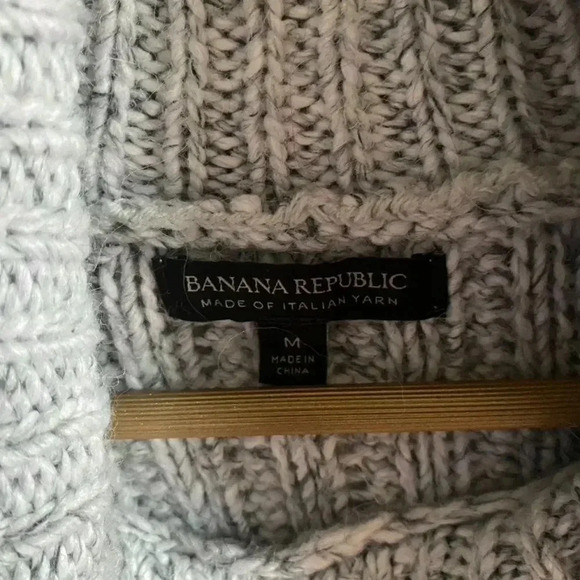 BANANA REPUBLIC
MADE OF ITALIAN YARN
M
MADE IN
CHINA